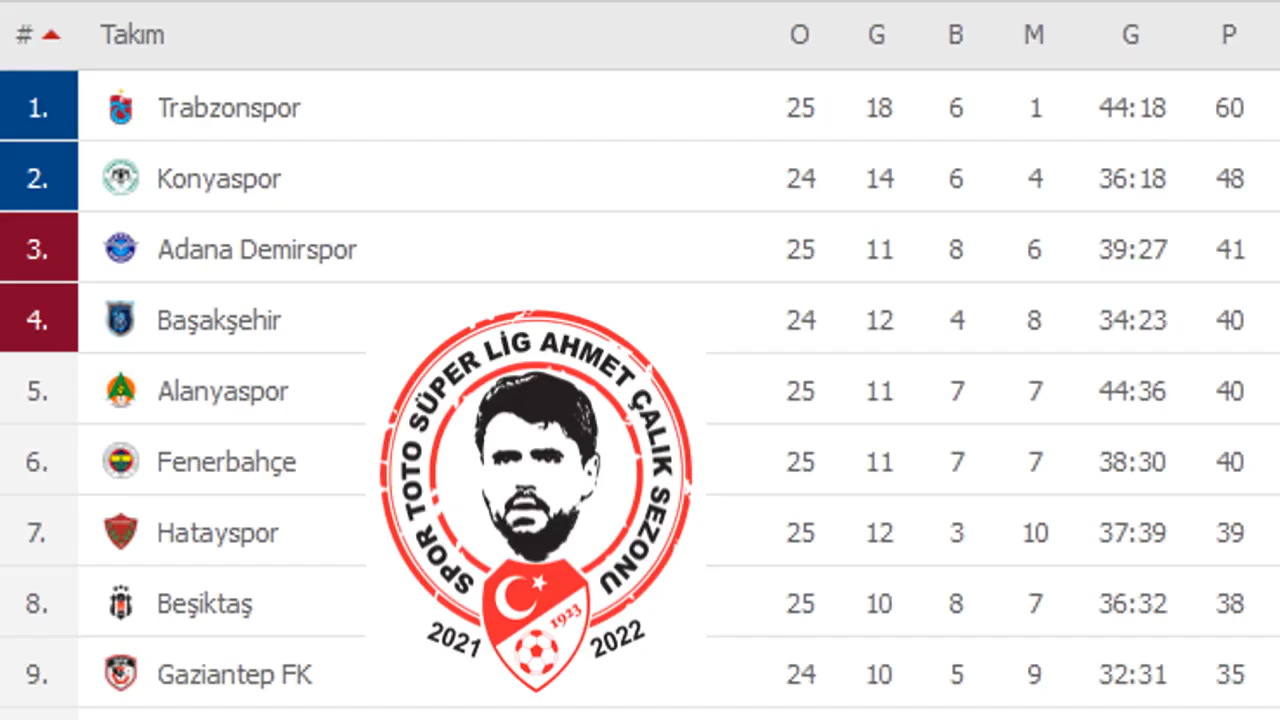 # Takım O G B M G P
1. Trabzonspor 25 18 6 1 44:18 60
2. Konyaspor 24 14 6 4 36:18 48
3. Adana Demirspor 25 11 8 6 39:27 41
4. Başakşehir 24 12 4 8 34:23 40
5. Alanyaspor 25 11 7 7 44:36 40
6. Fenerbahçe 25 11 7 7 38:30 40
7. Hatayspor 25 12 3 10 37:39 39
8. Beşiktaş 25 10 8 7 36:32 38
9. Gaziantep FK 24 10 5 9 32:31 35
SPOR TOTO SÜPER LİG AHMET ÇALIK SEZONU
1923
2021 2022